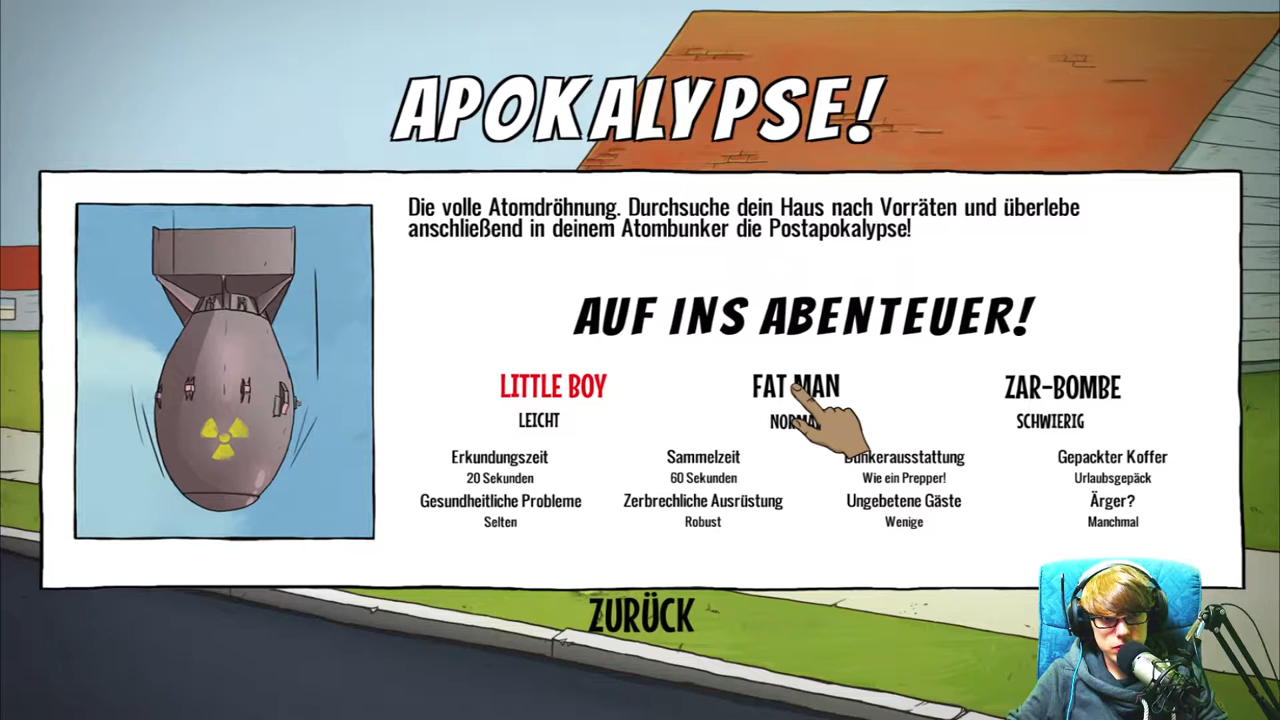 APOKALYPSE!
Die volle Atomdröhnung. Durchsuche dein Haus nach Vorräten und überlebe
anschließend in deinem Atombunker die Postapokalypse!
AUF INS ABENTEUER!
LITTLE BOY FAT MAN ZAR-BOMBE
LEICHT SCHWIERIG
Erkundungszeit Sammelzeit Gepackter Koffer
20 Sekunden 60 Sekunden Wie ein Prepper! Urlaubsgepäck
Gesundheitliche Probleme Zerbrechliche Ausrüstung Ungebetene Gäste Ärger?
Selten Robust Wenige Manchmal
ZURÜCK